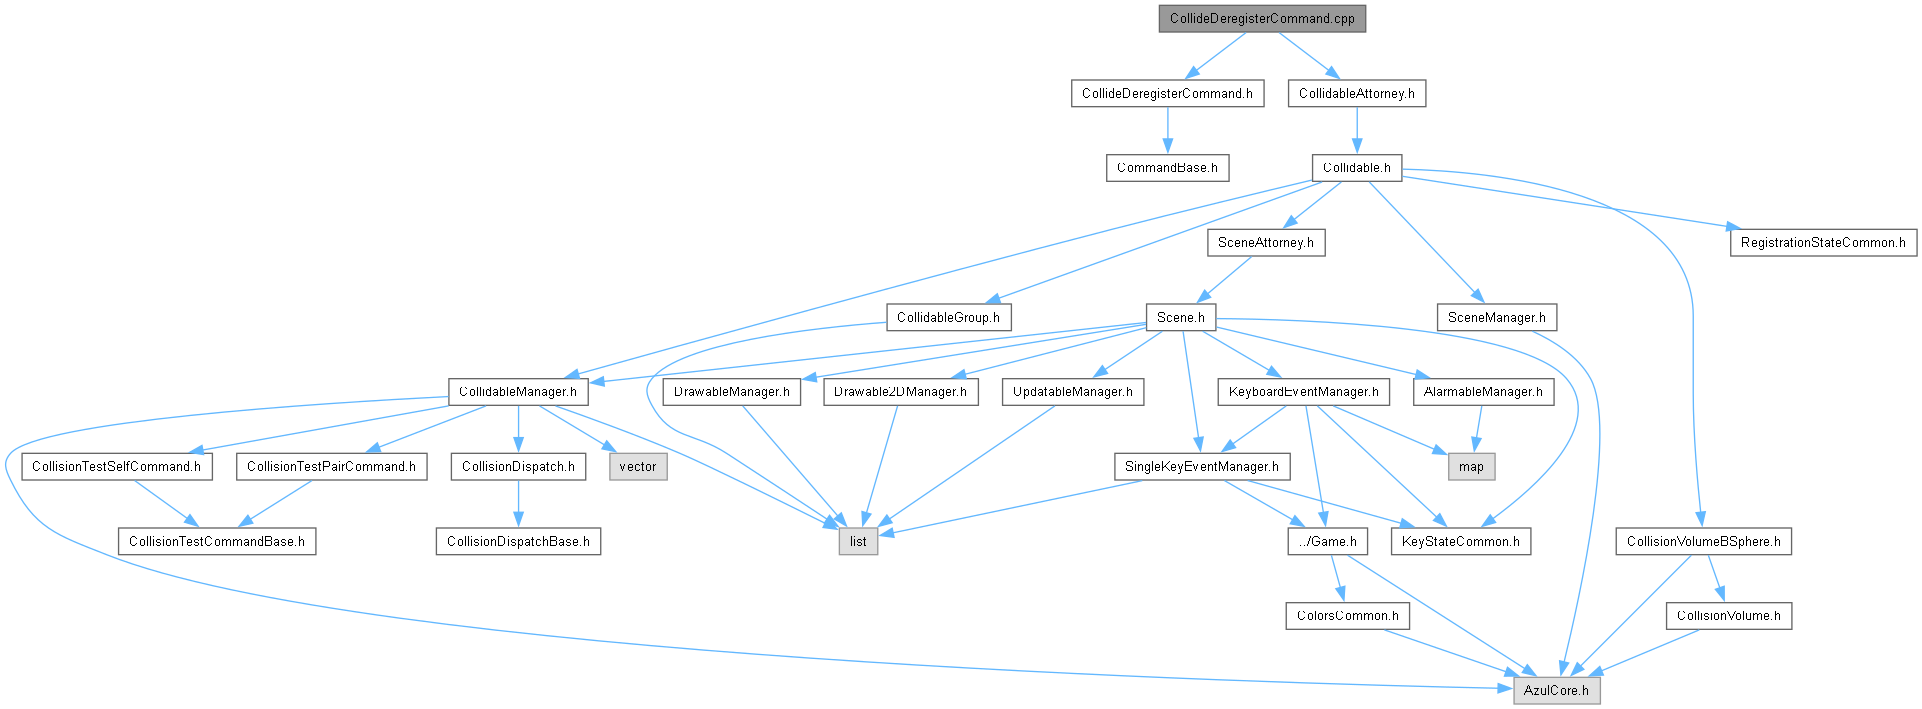 CollideDeregisterCommand.cpp
CollideDeregisterCommand.h
CollidableAttorney.h
CommandBase.h
Collidable.h
SceneAttorney.h
RegistrationStateCommon.h
CollidableGroup.h
Scene.h
SceneManager.h
CollidableManager.h
DrawableManager.h
Drawable2DManager.h
UpdatableManager.h
KeyboardEventManager.h
AlarmableManager.h
CollisionTestSelfCommand.h
CollisionTestPairCommand.h
CollisionDispatch.h
vector
SingleKeyEventManager.h
map
CollisionTestCommandBase.h
CollisionDispatchBase.h
list
../Game.h
KeyStateCommon.h
CollisionVolumeBSphere.h
ColorsCommon.h
CollisionVolume.h
AzulCore.h